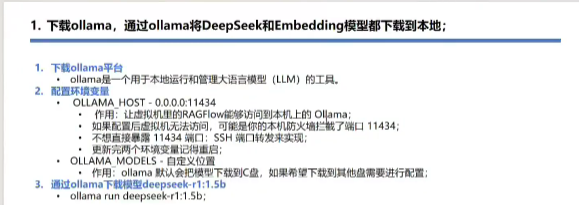 1. 下载ollama，通过ollama将DeepSeek和Embedding模型都下载到本地；
1. 下载ollama平台
• ollama是一个用于本地运行和管理大语言模型（LLM）的工具。
2. 配置环境变量
• OLLAMA_HOST - 0.0.0.0:11434
• 作用：让虚拟机里的RAGFlow能够访问到本机上的 Ollama；
• 如果配置后虚拟机无法访问，可能是你的本机防火墙拦截了端口 11434；
• 不想直接暴露 11434 端口：SSH 端口转发来实现；
• 更新完两个环境变量记得重启；
• OLLAMA_MODELS - 自定义位置
• 作用：ollama 默认会把模型下载到C盘，如果希望下载到其他盘需要进行配置；
3. 通过ollama下载模型deepseek-r1:1.5b
• ollama run deepseek-r1:1.5b;